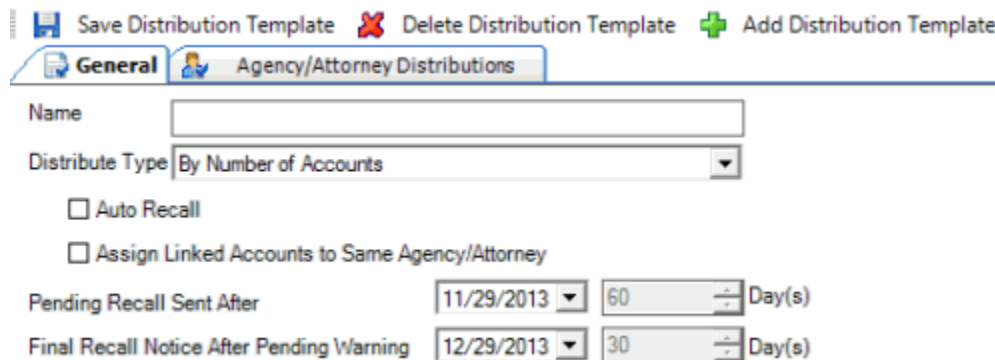 Save Distribution Template Delete Distribution Template Add Distribution Template
General Agency/Attorney Distributions
Name
Distribute Type By Number of Accounts
Auto Recall
Assign Linked Accounts to Same Agency/Attorney
Pending Recall Sent After 11/29/2013 60 Day(s)
Final Recall Notice After Pending Warning 12/29/2013 30 Day(s)